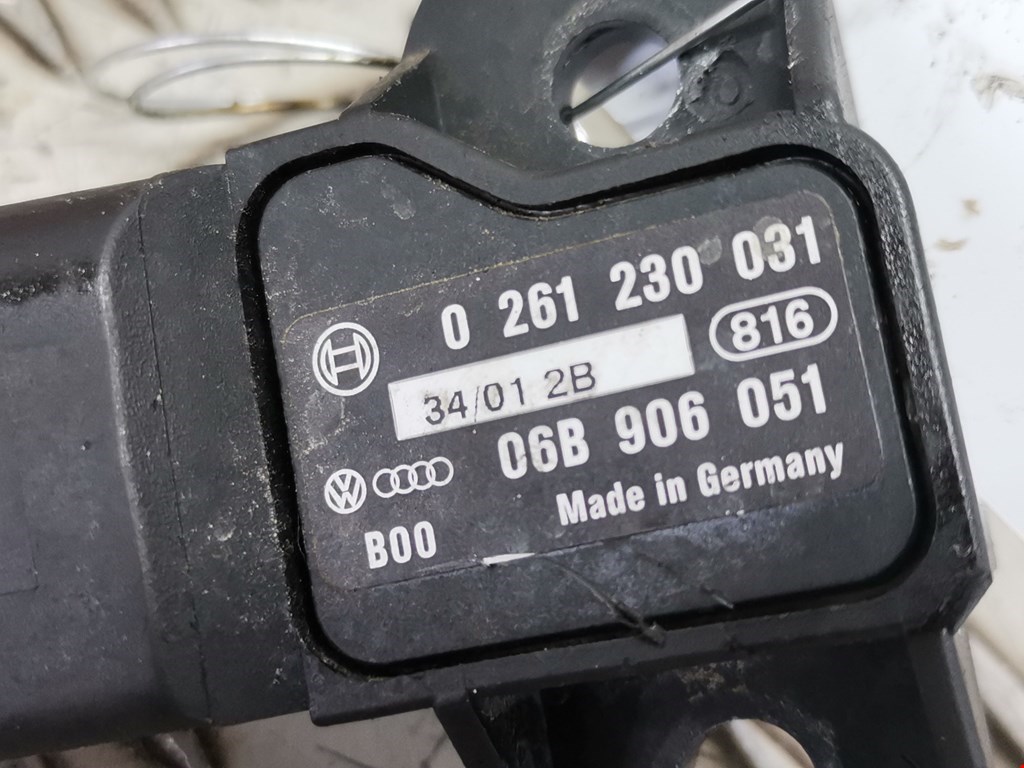 0 261 230 031
816
34/01 2B
06B 906 051
Made in Germany
B00